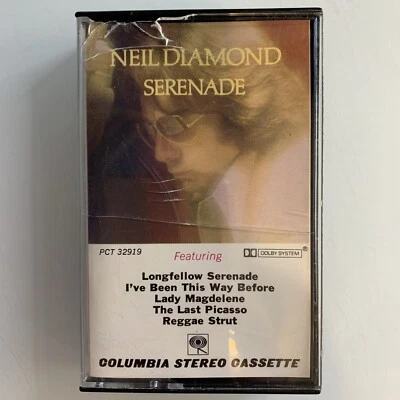 NEIL DIAMOND
SERENADE
PCT 32919
Featuring
DOLBY SYSTEM ®
Longfellow Serenade
I've Been This Way Before
Lady Magdelene
The Last Picasso
Reggae Strut
COLUMBIA STEREO CASSETTE